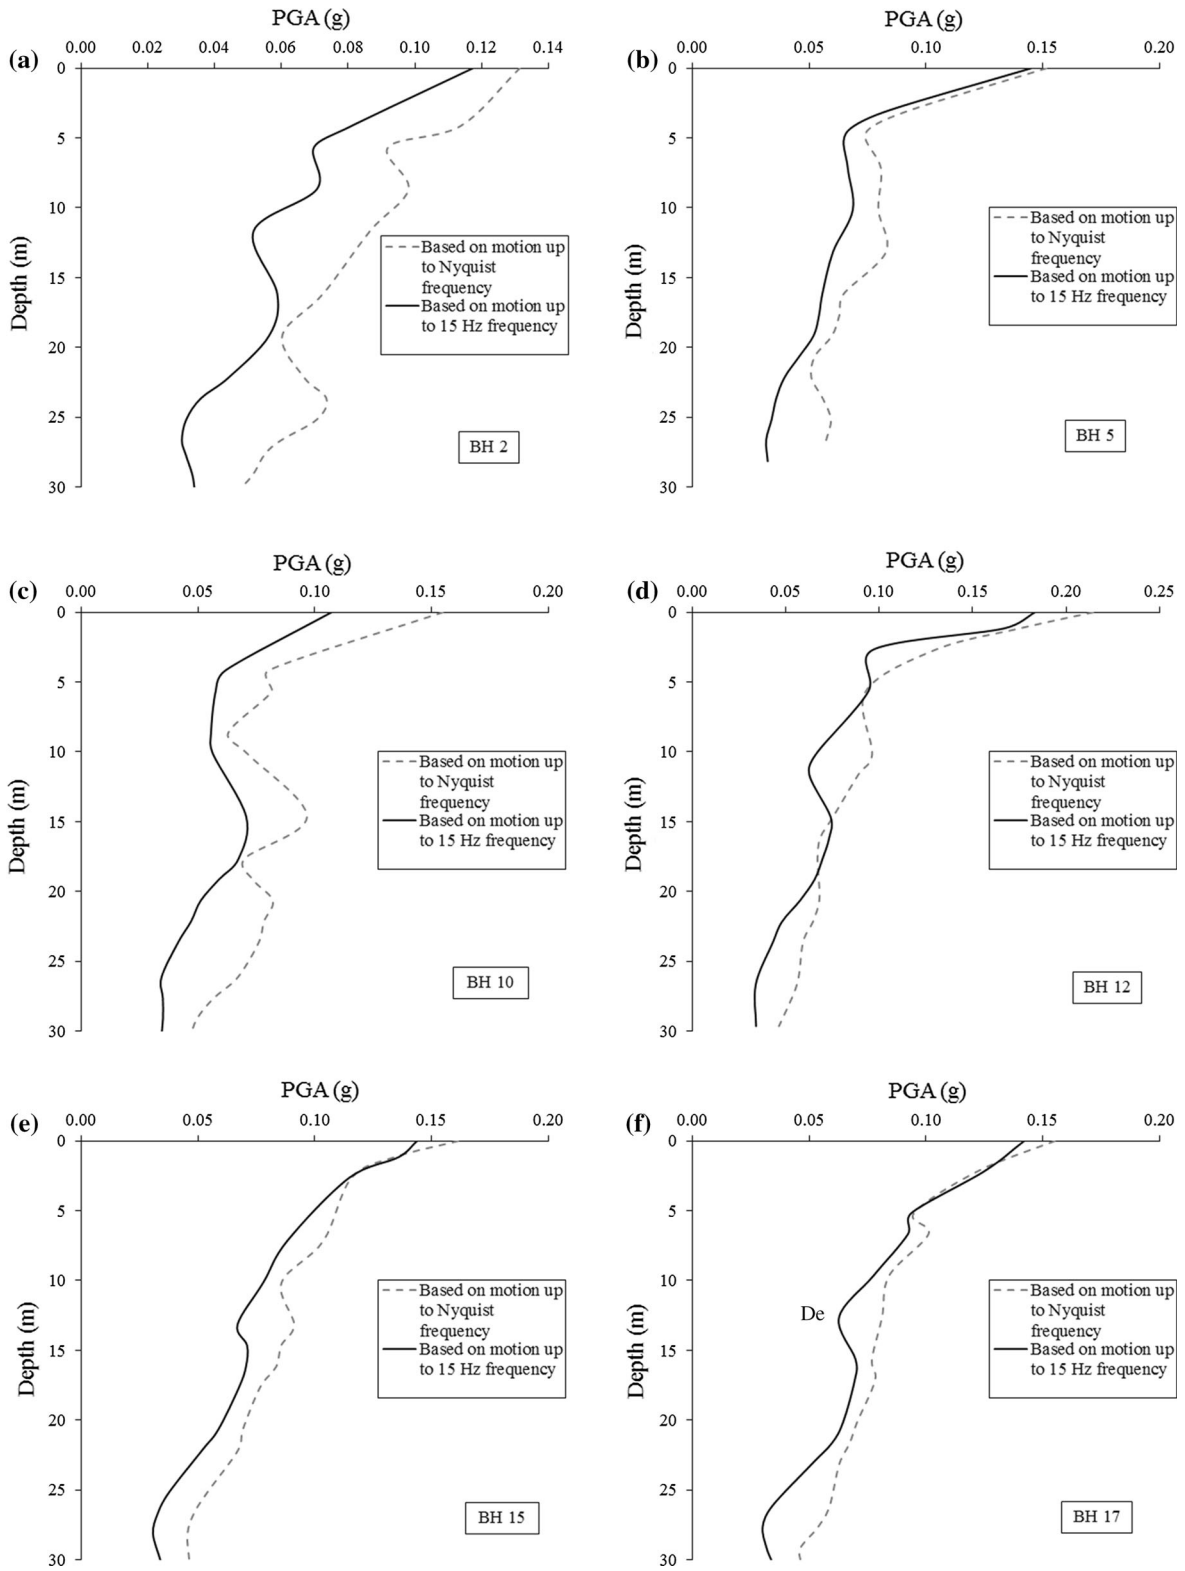 PGA (g)
(a)
0.00 0.02 0.04 0.06 0.08 0.10 0.12 0.14
0
5
10
15
20
25
30
Depth (m)
Based on motion up
to Nyquist
frequency
Based on motion up
to 15 Hz frequency
BH 2
PGA (g)
(b)
0.00 0.05 0.10 0.15 0.20
0
5
10
15
20
25
30
Depth (m)
Based on motion up
to Nyquist
frequency
Based on motion up
to 15 Hz frequency
BH 5
PGA (g)
(c)
0.00 0.05 0.10 0.15 0.20
0
5
10
15
20
25
30
Depth (m)
Based on motion up
to Nyquist
frequency
Based on motion up
to 15 Hz frequency
BH 10
PGA (g)
(d)
0.00 0.05 0.10 0.15 0.20 0.25
0
5
10
15
20
25
30
Depth (m)
Based on motion up
to Nyquist
frequency
Based on motion up
to 15 Hz frequency
BH 12
PGA (g)
(e)
0.00 0.05 0.10 0.15 0.20
0
5
10
15
20
25
30
Depth (m)
Based on motion up
to Nyquist
frequency
Based on motion up
to 15 Hz frequency
BH 15
PGA (g)
(f)
0.00 0.05 0.10 0.15 0.20
0
5
10
15
20
25
30
Depth (m)
De
Based on motion up
to Nyquist
frequency
Based on motion up
to 15 Hz frequency
BH 17